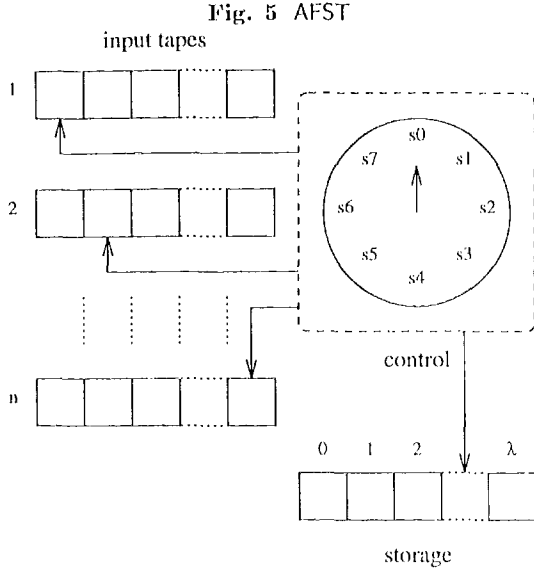 Fig. 5 AFST
input tapes
1
2
n
s0
s1
s2
s3
s4
s5
s6
s7
control
0 1 2 λ
storage